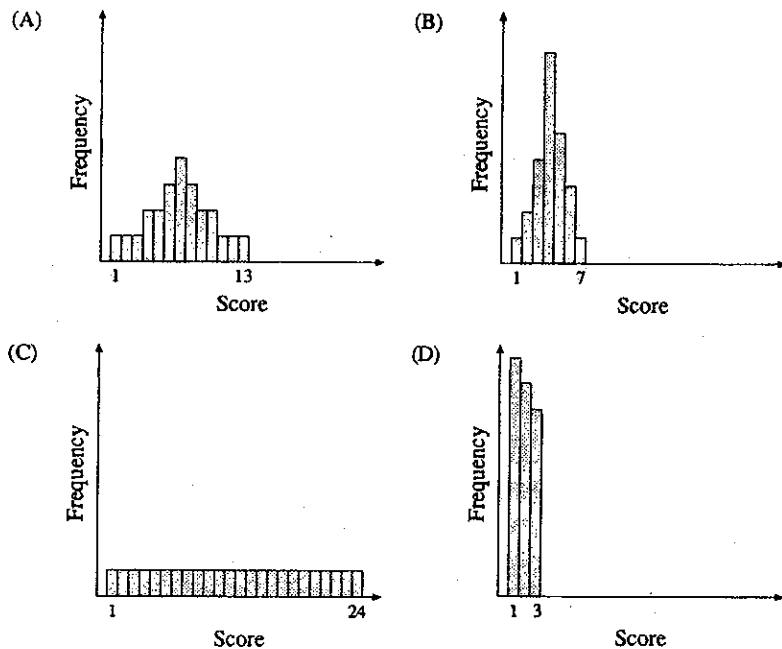 (A)
Frequency
1 13
Score
(B)
Frequency
1 7
Score
(C)
Frequency
1 24
Score
(D)
Frequency
1 3
Score